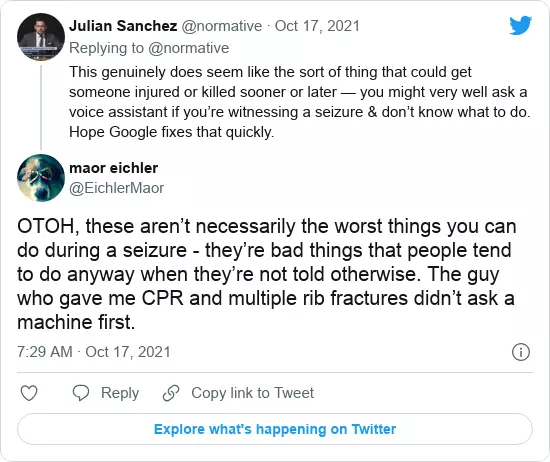 Julian Sanchez @normative · Oct 17, 2021
Replying to @normative
This genuinely does seem like the sort of thing that could get
someone injured or killed sooner or later — you might very well ask a
voice assistant if you’re witnessing a seizure & don’t know what to do.
Hope Google fixes that quickly.
maor eichler
@EichlerMaor
OTOH, these aren’t necessarily the worst things you can
do during a seizure - they’re bad things that people tend
to do anyway when they’re not told otherwise. The guy
who gave me CPR and multiple rib fractures didn’t ask a
machine first.
7:29 AM · Oct 17, 2021
Reply
Copy link to Tweet
Explore what's happening on Twitter